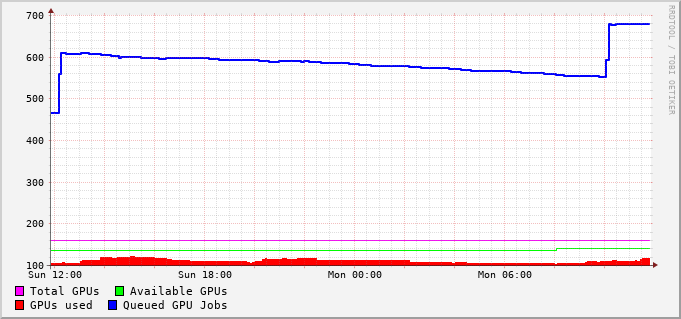 700
600
500
400
300
200
100
Sun 12:00 Sun 18:00 Mon 00:00 Mon 06:00
Total GPUs Available GPUs
GPUs used Queued GPU Jobs
RRDTOOL / TOBI OETIKER